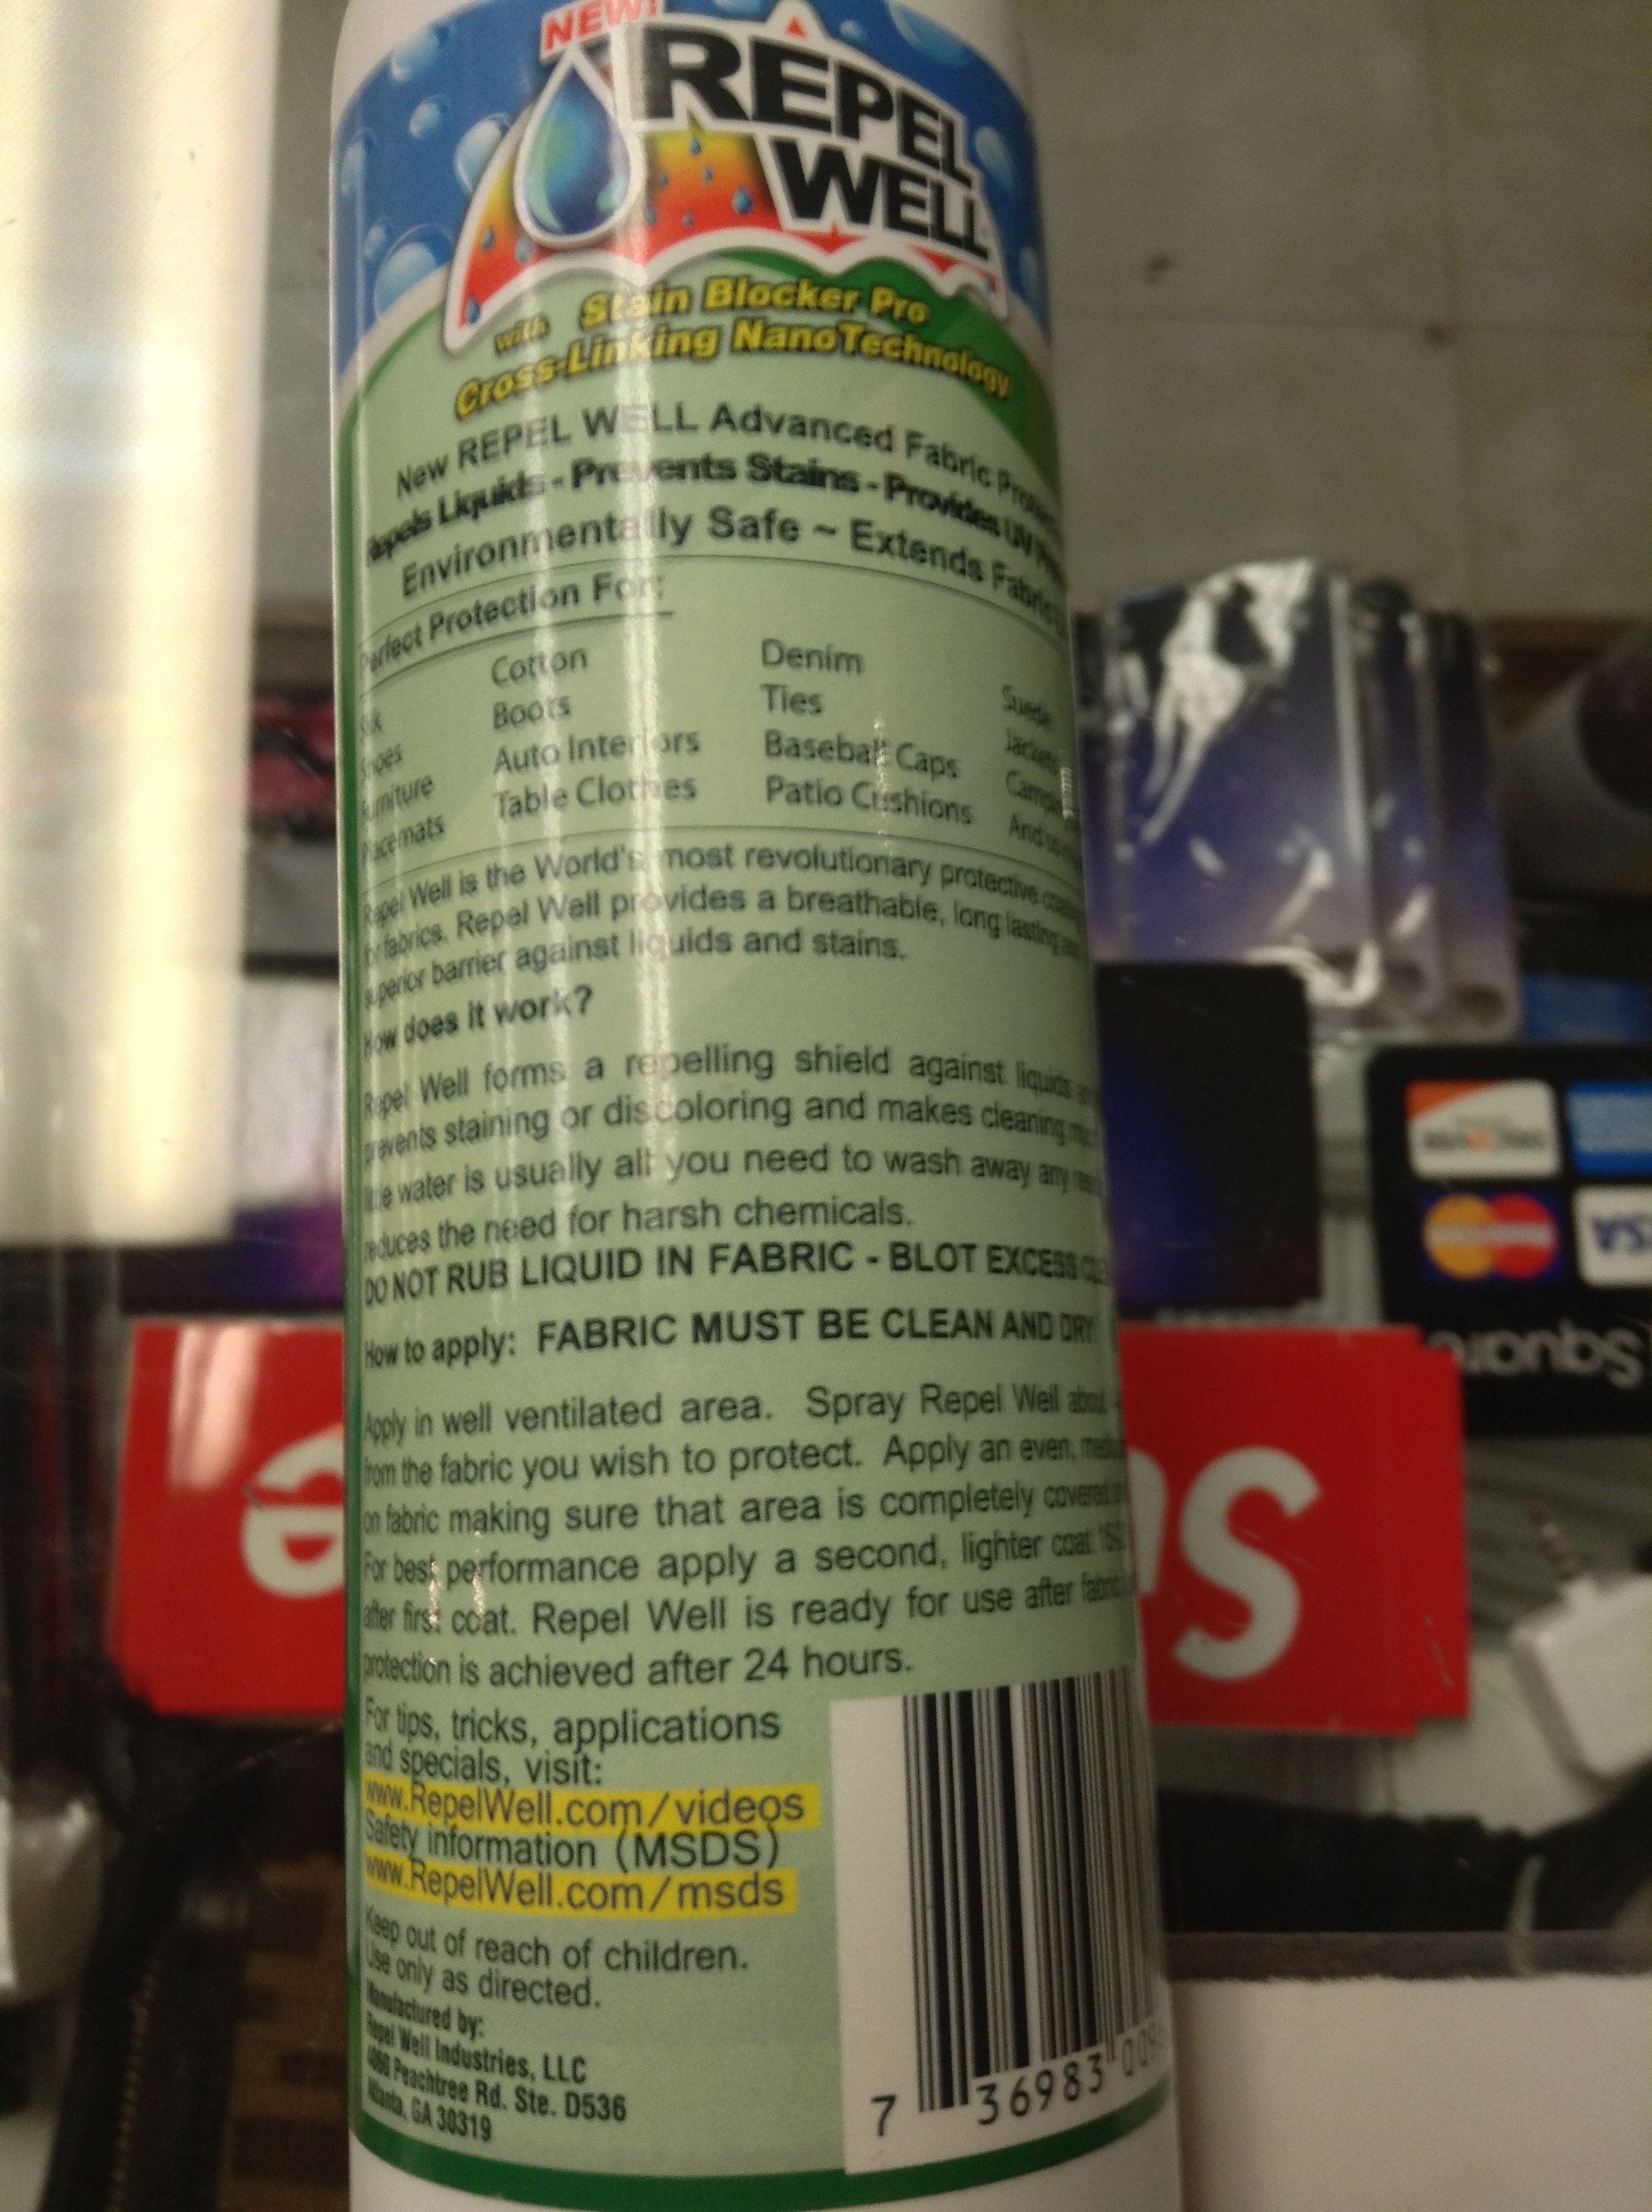 NEW!
REPEL
WELL
with Stain Blocker Pro
Cross-Linking NanoTechnology
New REPEL WELL Advanced Fabric
Repels Liquids - Prevents Stains - Provides UV
Environmentally Safe ~ Extends Fabric
Perfect Protection For:
Cotton Denim
Silk Boots Ties Suede
Shoes Auto Interiors Baseball Caps Jackets
Furniture Table Clothes Patio Cushions
Placemats And so
Repel Well is the World's most revolutionary protective
for fabrics. Repel Well provides a breathable, long lasting and
superior barrier against liquids and stains.
How does it work?
Repel Well forms a repelling shield against liquids
prevents staining or discoloring and makes cleaning
little water is usually all you need to wash away any
reduces the need for harsh chemicals.
DO NOT RUB LIQUID IN FABRIC - BLOT EXCESS
How to apply: FABRIC MUST BE CLEAN AND DRY
Apply in well ventilated area. Spray Repel Well about
from the fabric you wish to protect. Apply an even,
on fabric making sure that area is completely covered
For best performance apply a second, lighter coat
after first coat. Repel Well is ready for use after
protection is achieved after 24 hours.
For tips, tricks, applications
and specials, visit:
www.RepelWell.com/videos
Safety information (MSDS)
www.RepelWell.com/msds
Keep out of reach of children.
Use only as directed.
Manufactured by:
Repel Well Industries, LLC
4066 Peachtree Rd. Ste. D536
Atlanta, GA 30319
7 36983 009
VISA
Square